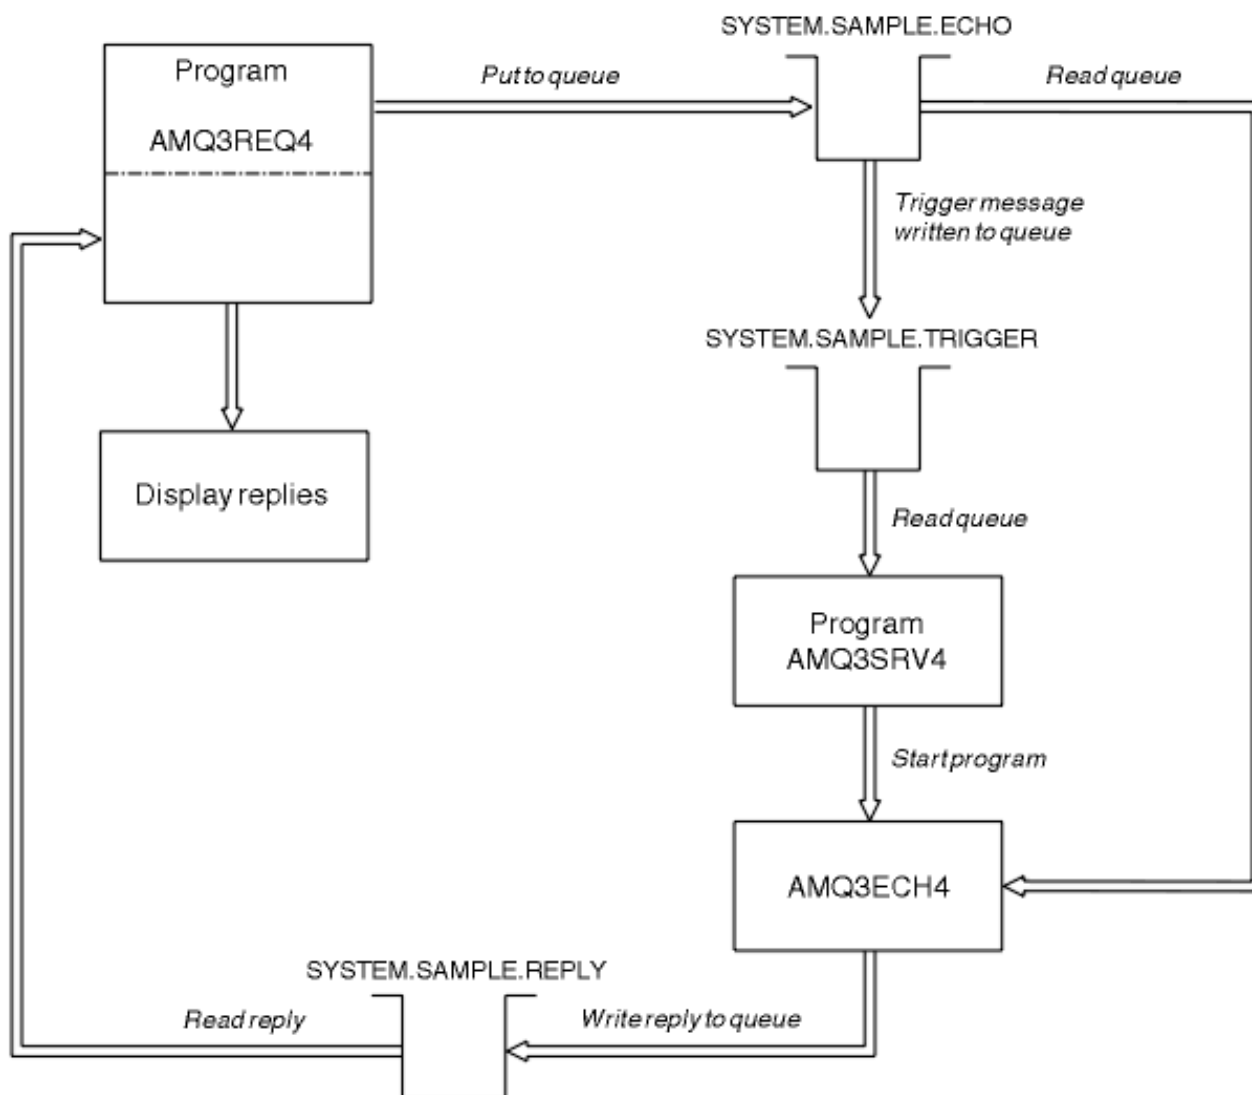 SYSTEM.SAMPLE.ECHO
Program
AMQ3REQ4
Put to queue
Read queue
Trigger message
written to queue
SYSTEM.SAMPLE.TRIGGER
Display replies
Read queue
Program
AMQ3SRV4
Start program
AMQ3ECH4
SYSTEM.SAMPLE.REPLY
Read reply
Write reply to queue